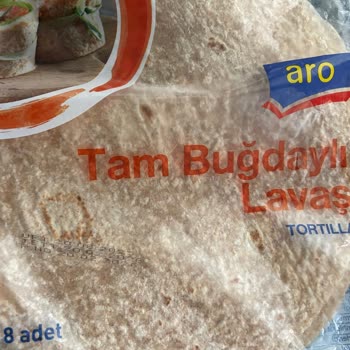 aro
Tam Buğdaylı
Lavaş
TORTILLA
8 adet